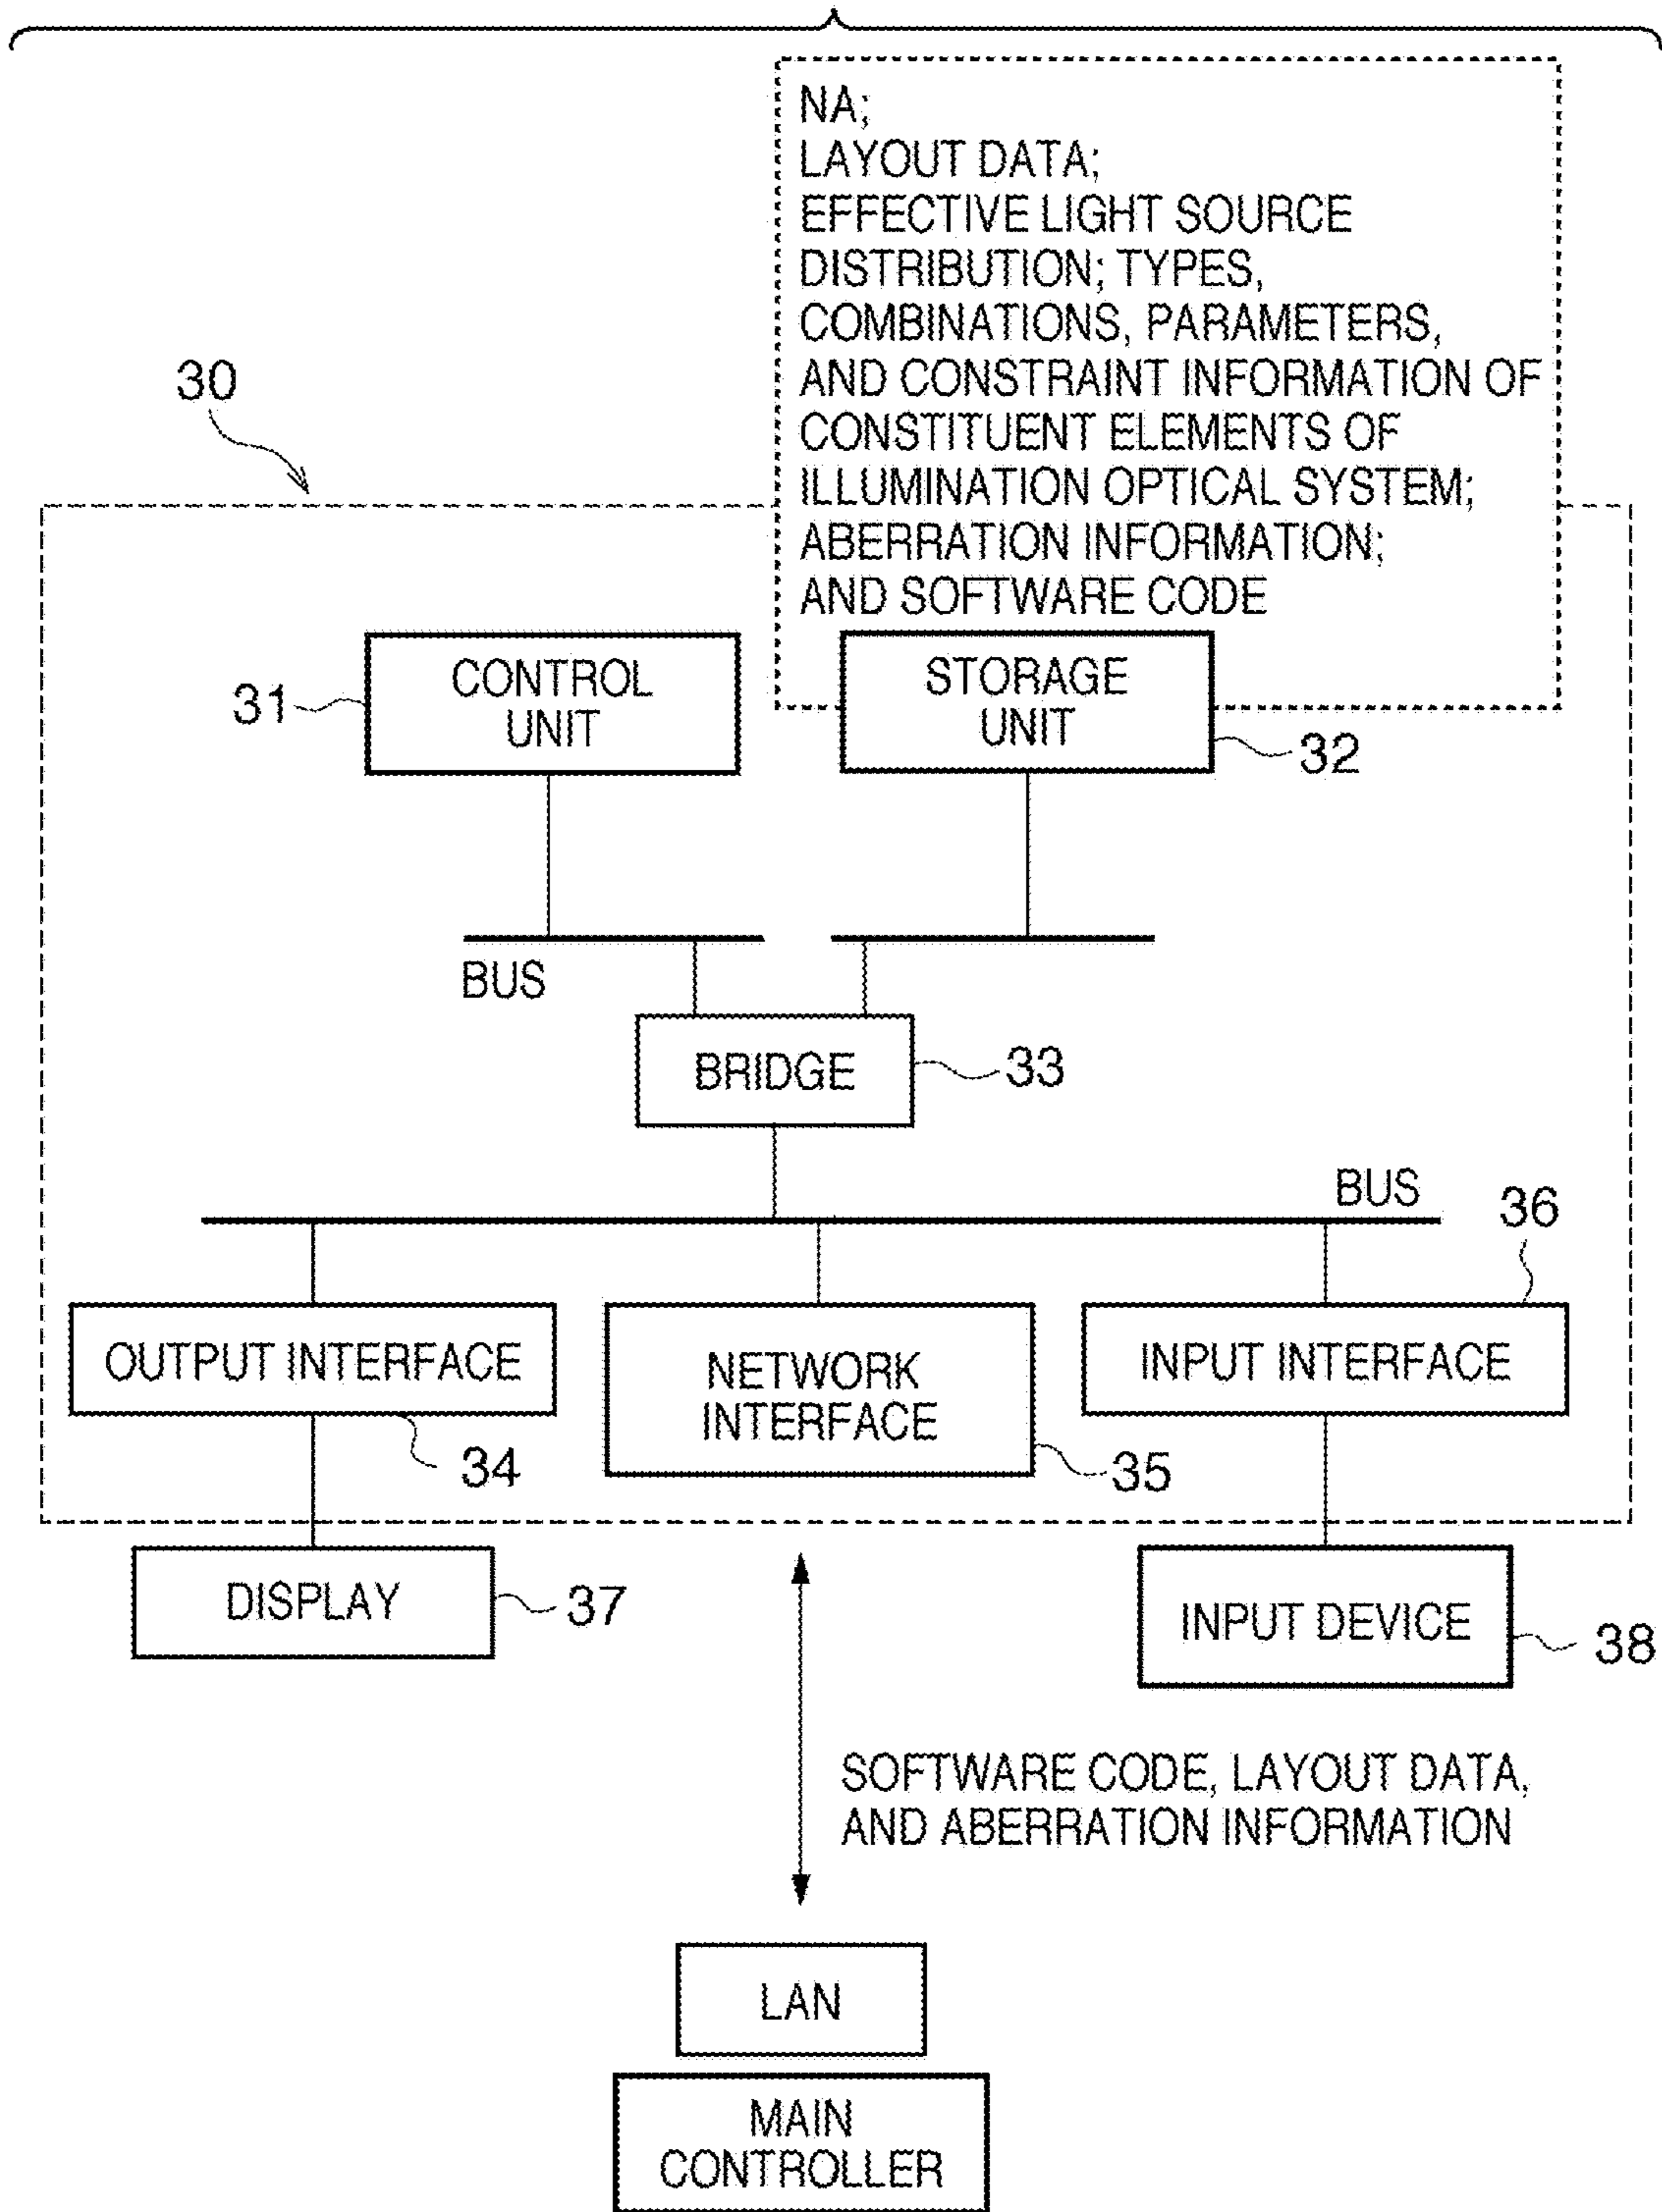 NA;
LAYOUT DATA;
EFFECTIVE LIGHT SOURCE
DISTRIBUTION; TYPES,
COMBINATIONS, PARAMETERS,
AND CONSTRAINT INFORMATION OF
CONSTITUENT ELEMENTS OF
ILLUMINATION OPTICAL SYSTEM;
ABERRATION INFORMATION;
AND SOFTWARE CODE
30
CONTROL
UNIT
31
STORAGE
UNIT
32
BUS
BRIDGE
33
BUS
36
OUTPUT INTERFACE
NETWORK
INTERFACE
INPUT INTERFACE
34
35
DISPLAY
37
INPUT DEVICE
38
SOFTWARE CODE, LAYOUT DATA,
AND ABERRATION INFORMATION
LAN
MAIN
CONTROLLER